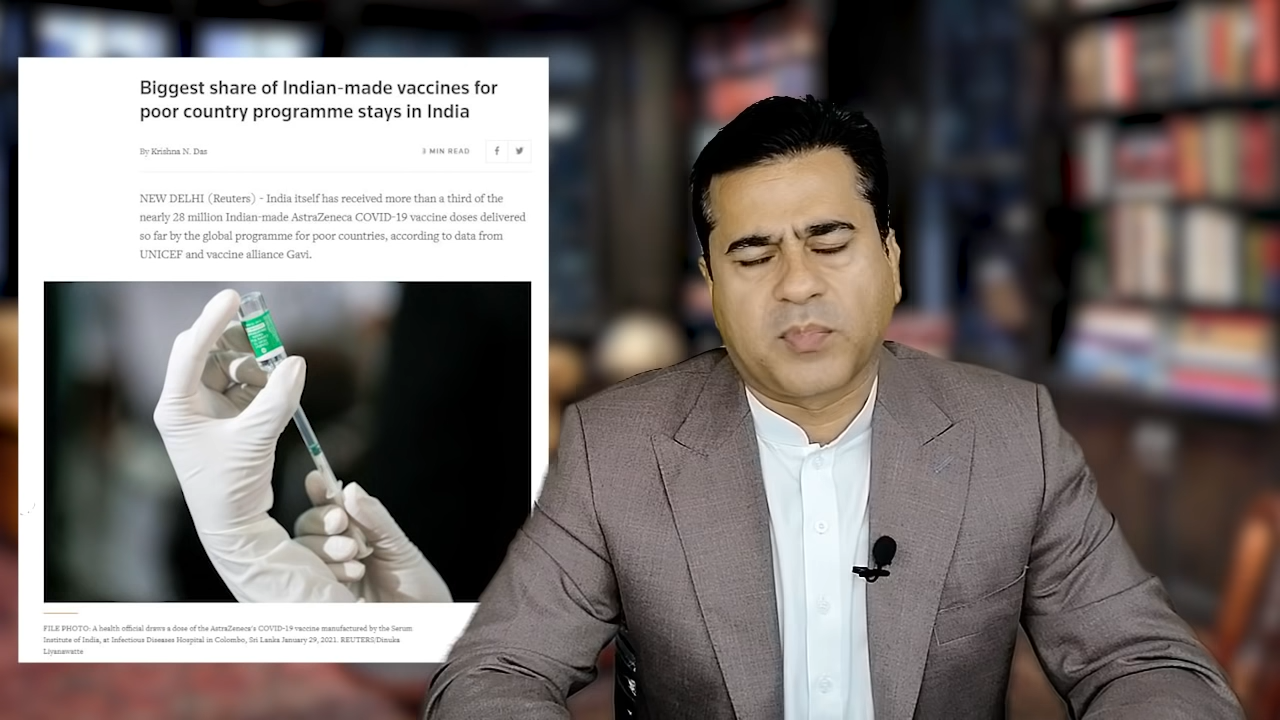 Biggest share of Indian-made vaccines for
poor country programme stays in India
By Krishna N. Das
3 MIN READ
NEW DELHI (Reuters) - India itself has received more than a third of the
nearly 28 million Indian-made AstraZeneca COVID-19 vaccine doses delivered
so far by the global programme for poor countries, according to data from
UNICEF and vaccine alliance Gavi.
FILE PHOTO: A health official draws a dose of the AstraZeneca's COVID-19 vaccine manufactured by the Serum
Institute of India, at Infectious Diseases Hospital in Colombo, Sri Lanka January 29, 2021. REUTERS/Dinuka
Liyanawatte